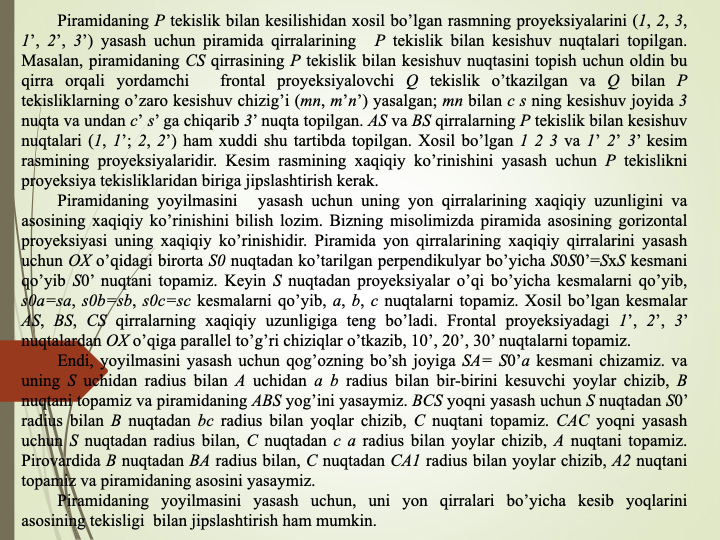 Piramidaning P tekislik bilan kesilishidan xosil bo’lgan rasmning proyeksiyalarini (1, 2, 3,
1’, 2’, 3’) yasash uchun piramida qirralarining P tekislik bilan kesishuv nuqtalari topilgan.
Masalan, piramidaning CS qirrasining P tekislik bilan kesishuv nuqtasini topish uchun oldin bu
qirra orqali yordamchi frontal proyeksiyalovchi Q tekislik o’tkazilgan va Q bilan P
tekisliklarning o’zaro kesishuv chizig’i (mn, m’n’) yasalgan; mn bilan c s ning kesishuv joyida 3
nuqta va undan c’ s’ ga chiqarib 3’ nuqta topilgan. AS va BS qirralarning P tekislik bilan kesishuv
nuqtalari (1, 1’; 2, 2’) ham xuddi shu tartibda topilgan. Xosil bo’lgan 1 2 3 va 1’ 2’ 3’ kesim
rasmining proyeksiyalaridir. Kesim rasmining xaqiqiy ko’rinishini yasash uchun P tekislikni
proyeksiya tekisliklaridan biriga jipslashtirish kerak.
Piramidaning yoyilmasini yasash uchun uning yon qirralarining xaqiqiy uzunligini va
asosining xaqiqiy ko’rinishini bilish lozim. Bizning misolimizda piramida asosining gorizontal
proyeksiyasi uning xaqiqiy ko’rinishidir. Piramida yon qirralarining xaqiqiy qirralarini yasash
uchun OX o’qidagi birorta S0 nuqtadan ko’tarilgan perpendikulyar bo’yicha S0S0’=SxS kesmani
qo’yib S0’ nuqtani topamiz. Keyin S nuqtadan proyeksiyalar o’qi bo’yicha kesmalarni qo’yib,
s0a=sa, s0b=sb, s0c=sc kesmalarni qo’yib, a, b, c nuqtalarni topamiz. Xosil bo’lgan kesmalar
AS, BS, CS qirralarning xaqiqiy uzunligiga teng bo’ladi. Frontal proyeksiyadagi 1’, 2’, 3’
nuqtalardan OX o’qiga parallel to’g’ri chiziqlar o’tkazib, 10’, 20’, 30’ nuqtalarni topamiz.
Endi, yoyilmasini yasash uchun qog’ozning bo’sh joyiga SA= S0’a kesmani chizamiz. va
uning S uchidan radius bilan A uchidan a b radius bilan bir-birini kesuvchi yoylar chizib, B
nuqtani topamiz va piramidaning ABS yog’ini yasaymiz. BCS yoqni yasash uchun S nuqtadan S0’
radius bilan B nuqtadan bc radius bilan yoqlar chizib, C nuqtani topamiz. CAC yoqni yasash
uchun S nuqtadan radius bilan, C nuqtadan c a radius bilan yoylar chizib, A nuqtani topamiz.
Pirovardida B nuqtadan BA radius bilan, C nuqtadan CA1 radius bilan yoylar chizib, A2 nuqtani
topamiz va piramidaning asosini yasaymiz.
Piramidaning yoyilmasini yasash uchun, uni yon qirralari bo’yicha kesib yoqlarini
asosining tekisligi bilan jipslashtirish ham mumkin.